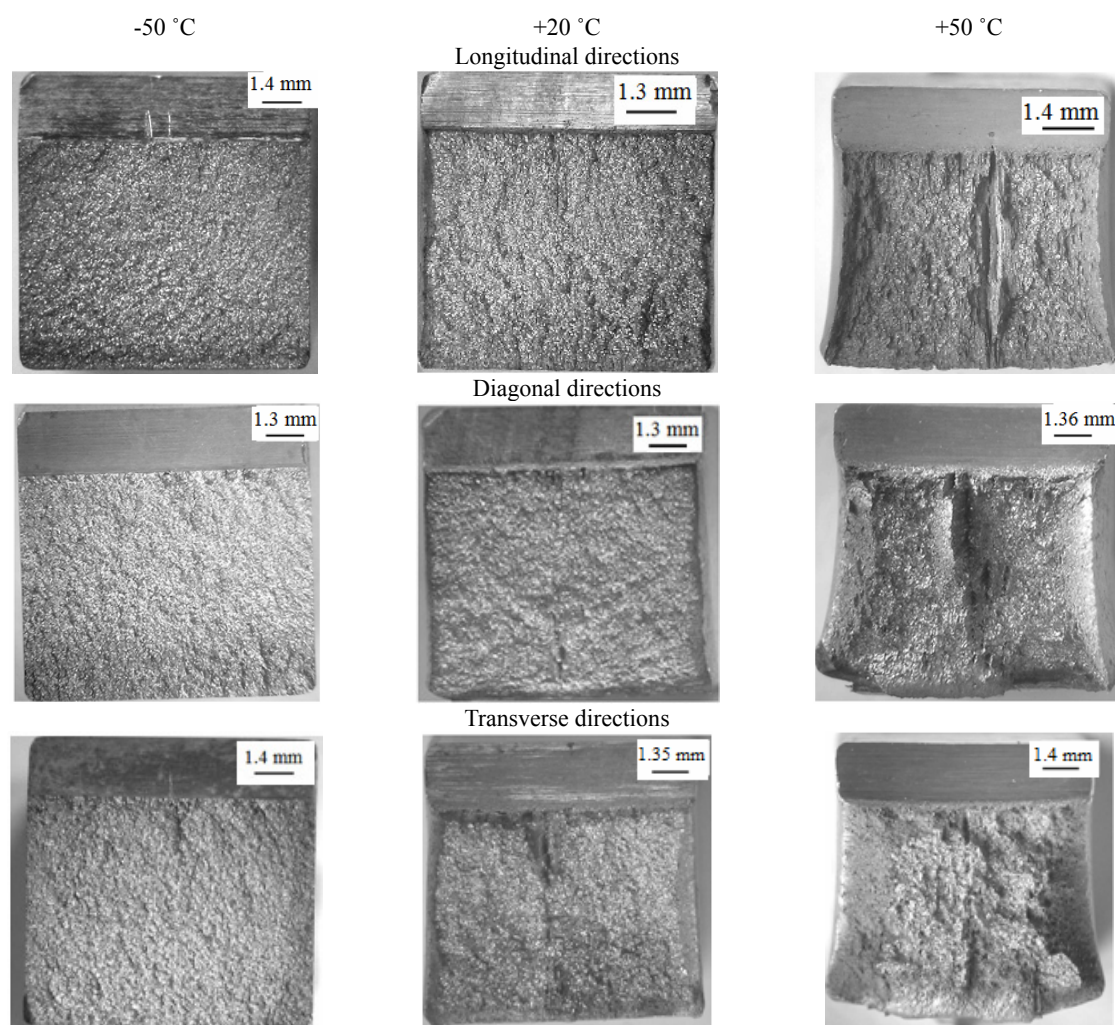 -50 ˚C +20 ˚C +50 ˚C
Longitudinal directions
1.4 mm 1.3 mm 1.4 mm
Diagonal directions
1.3 mm 1.3 mm 1.36 mm
Transverse directions
1.4 mm 1.35 mm 1.4 mm